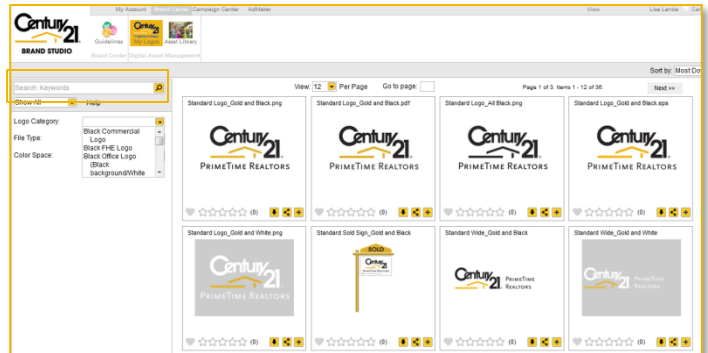 My Account Brand Center Campaign Center AdMaker View Lisa Landa
Century 21
BRAND STUDIO
Guidelines My Logos Asset Library
Brand Center Digital Asset Management
Sort by: Most Do
Search: Keywords
View: 12 Per Page Go to page: Page 1 of 3. Items 1 - 12 of 36. Next >>
Show All Help
Logo Category:
File Type:
Color Space:
Black Commercial
Logo
Black FHE Logo
Black Office Logo
(Black
background/White
Standard Logo_Gold and Black.png Standard Logo_Gold and Black.pdf Standard Logo_All Black.png Standard Logo_Gold and Black.eps
Century 21 Century 21 Century 21 Century 21
PRIMETIME REALTORS PRIMETIME REALTORS PRIMETIME REALTORS PRIMETIME REALTORS
(0) (0) (0) (0)
Standard Logo_Gold and White.png Standard Sold Sign_Gold and Black Standard Wide_Gold and Black Standard Wide_Gold and White
SOLD
Century 21 Century 21 Century 21 PRIMETIME Century 21 PRIMETIME
REALTORS REALTORS
PRIMETIME REALTORS
(0) (0) (0) (0)